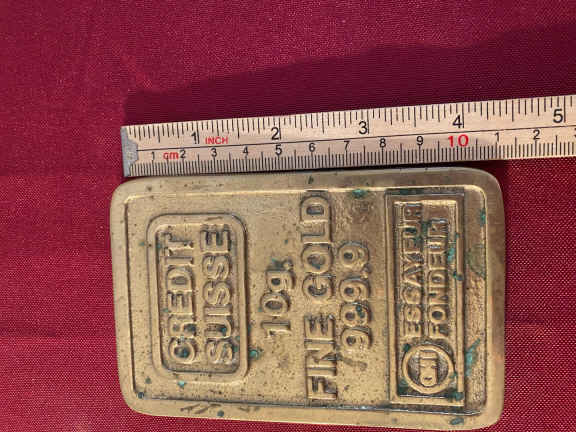 1 INCH 2 3 4 5
1 cm 2 3 4 5 6 7 8 9 10 1 2
CREDIT
SUISSE
10g.
FINE GOLD
999.9
ESSAYEUR
FONDEUR